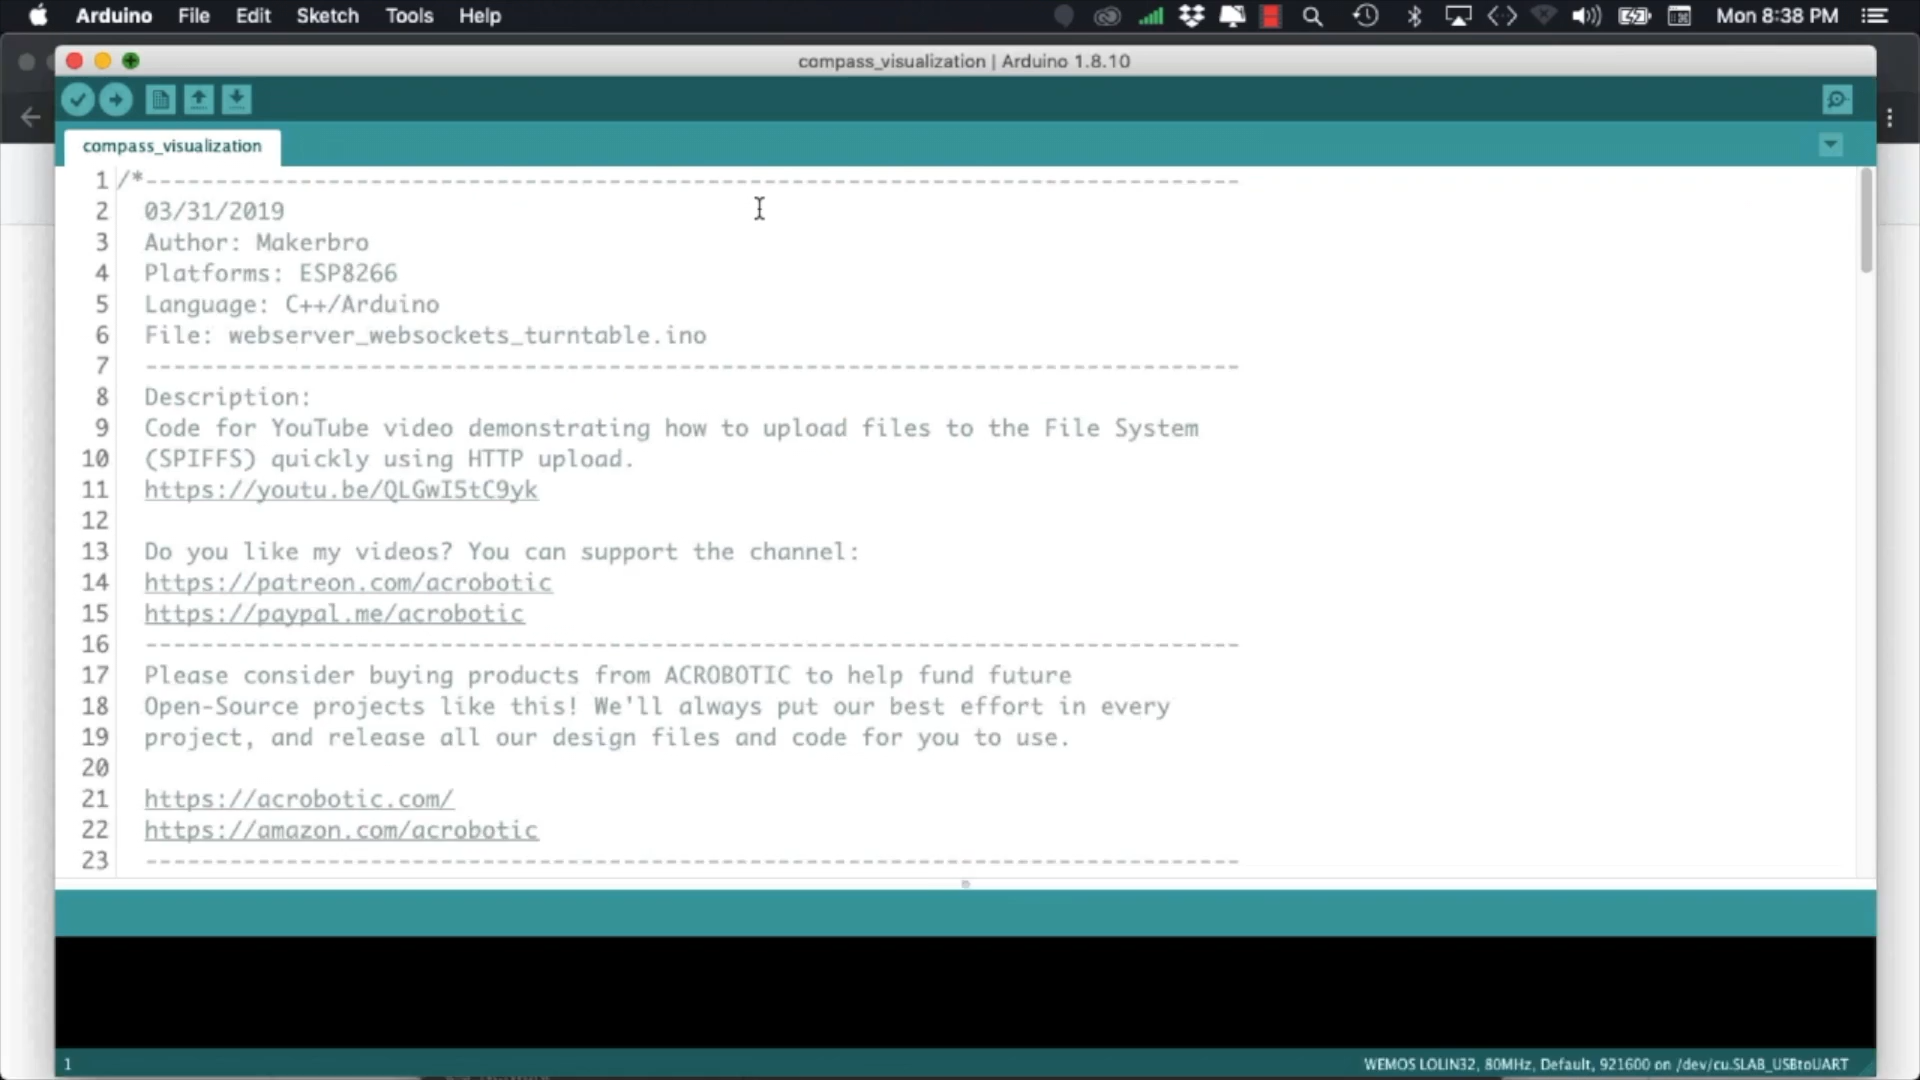 Arduino File Edit Sketch Tools Help Mon 8:38 PM
compass_visualization | Arduino 1.8.10
compass_visualization
1 /*------------------------------------------------------------------------------
2 03/31/2019
3 Author: Makerbro
4 Platforms: ESP8266
5 Language: C++/Arduino
6 File: webserver_websockets_turntable.ino
7 ------------------------------------------------------------------------------
8 Description:
9 Code for YouTube video demonstrating how to upload files to the File System
10 (SPIFFS) quickly using HTTP upload.
11 https://youtu.be/QLGwI5tC9yk
12
13 Do you like my videos? You can support the channel:
14 https://patreon.com/acrobotic
15 https://paypal.me/acrobotic
16 ------------------------------------------------------------------------------
17 Please consider buying products from ACROBOTIC to help fund future
18 Open-Source projects like this! We'll always put our best effort in every
19 project, and release all our design files and code for you to use.
20
21 https://acrobotic.com/
22 https://amazon.com/acrobotic
23 ------------------------------------------------------------------------------
1 WEMOS LOLIN32, 80MHz, Default, 921600 on /dev/cu.SLAB_USBtoUART